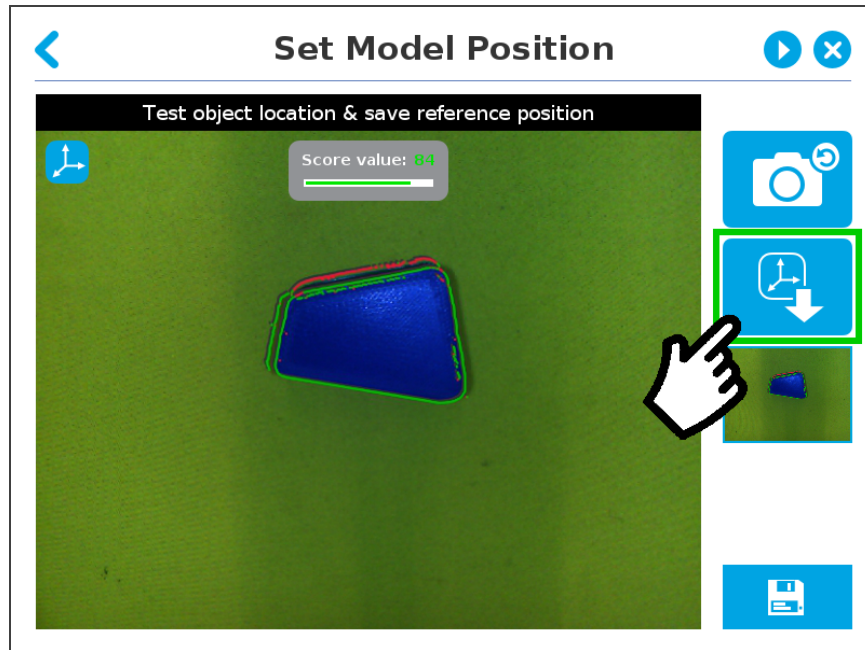 Set Model Position
Test object location & save reference position
Score value: 84